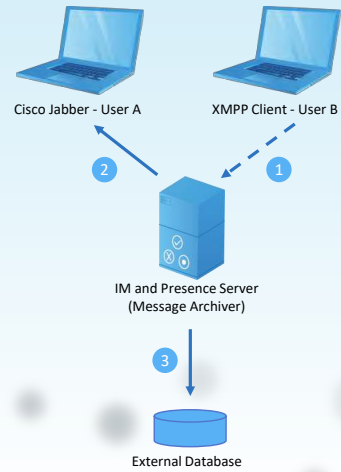 Cisco Jabber - User A
XMPP Client - User B
2
1
IM and Presence Server
(Message Archiver)
3
External Database